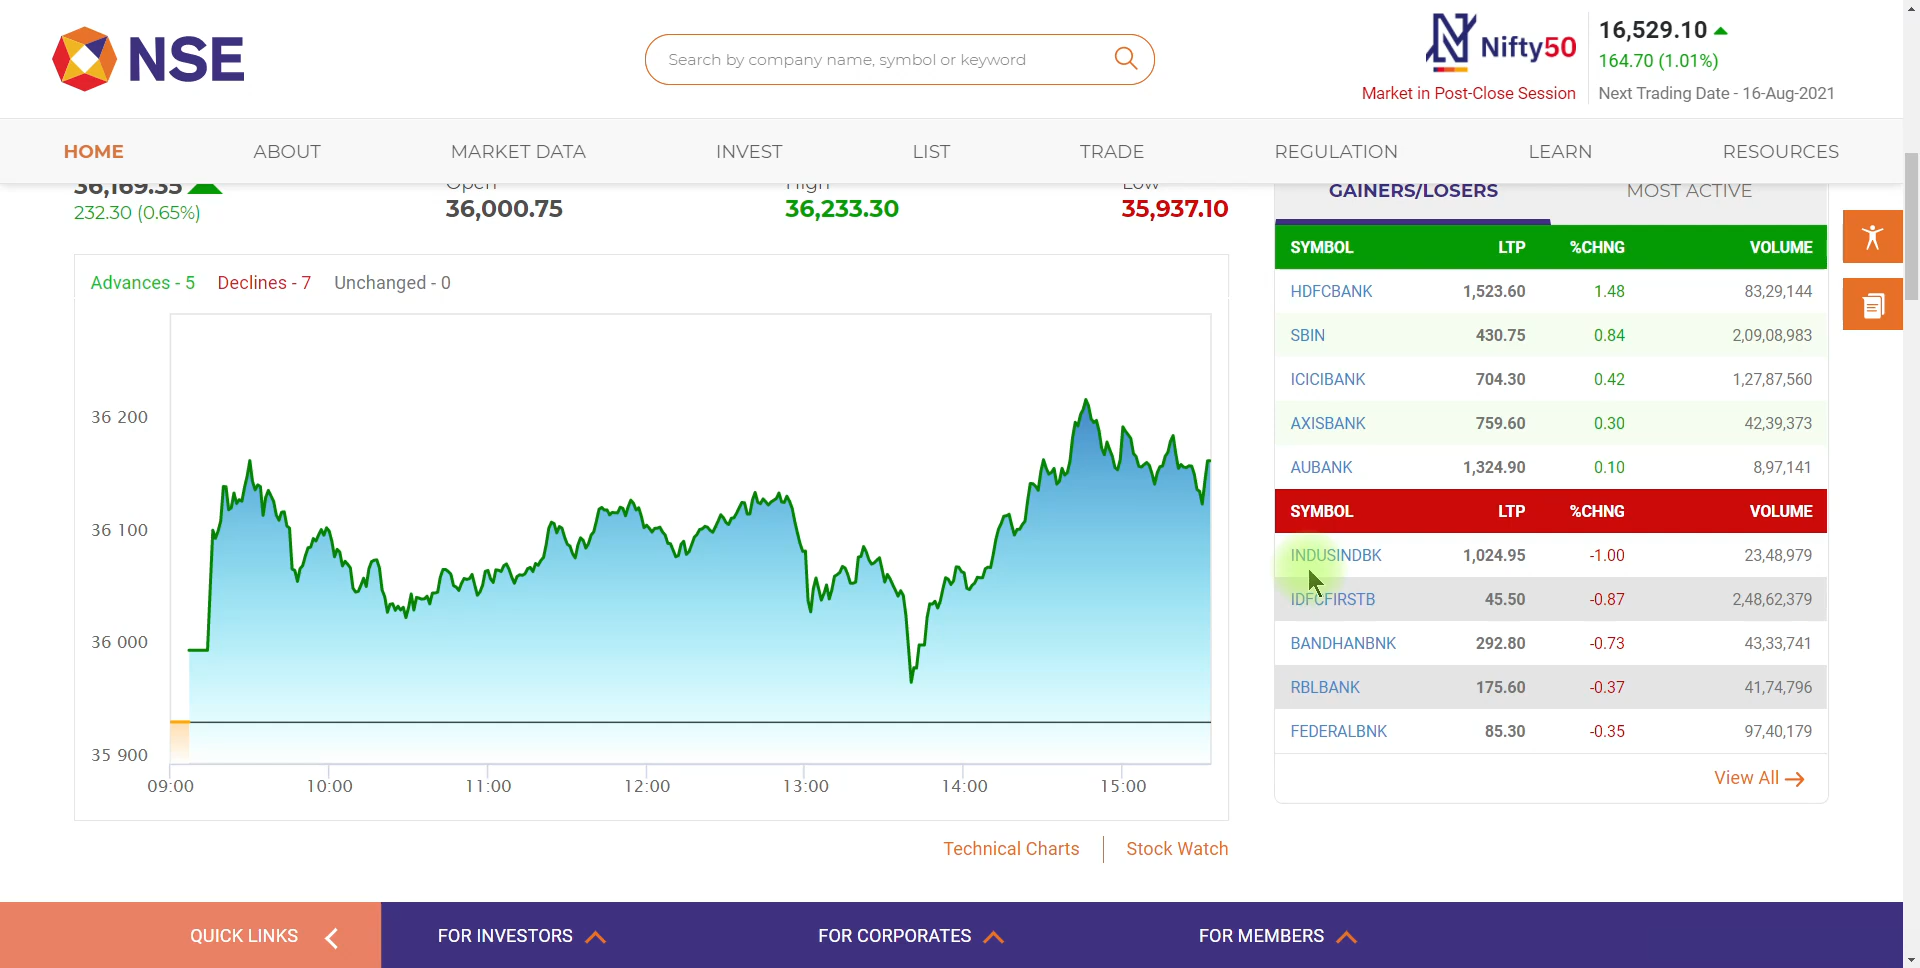 NSE
Search by company name, symbol or keyword
Nifty50
16,529.10
164.70 (1.01%)
Market in Post-Close Session
Next Trading Date - 16-Aug-2021
HOME ABOUT MARKET DATA INVEST LIST TRADE REGULATION LEARN RESOURCES
36,169.35 Open High Low
232.30 (0.65%) 36,000.75 36,233.30 35,937.10
GAINERS/LOSERS MOST ACTIVE
Advances - 5 Declines - 7 Unchanged - 0
36 200
36 100
36 000
35 900
09:00 10:00 11:00 12:00 13:00 14:00 15:00
Technical Charts Stock Watch
SYMBOL LTP %CHNG VOLUME
HDFCBANK 1,523.60 1.48 83,29,144
SBIN 430.75 0.84 2,09,08,983
ICICIBANK 704.30 0.42 1,27,87,560
AXISBANK 759.60 0.30 42,39,373
AUBANK 1,324.90 0.10 8,97,141
SYMBOL LTP %CHNG VOLUME
INDUSINDBK 1,024.95 -1.00 23,48,979
IDFCFIRSTB 45.50 -0.87 2,48,62,379
BANDHANBNK 292.80 -0.73 43,33,741
RBLBANK 175.60 -0.37 41,74,796
FEDERALBNK 85.30 -0.35 97,40,179
View All
QUICK LINKS FOR INVESTORS FOR CORPORATES FOR MEMBERS